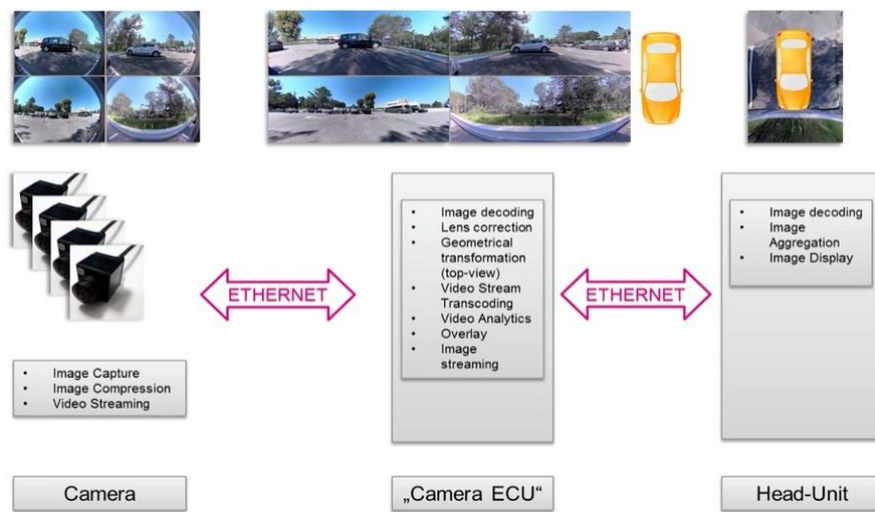 Image Capture
Image Compression
Video Streaming
Camera
ETHERNET
Image decoding
Lens correction
Geometrical
transformation
(top-view)
Video Stream
Transcoding
Video Analytics
Overlay
Image
streaming
„Camera ECU“
ETHERNET
Image decoding
Image
Aggregation
Image Display
Head-Unit